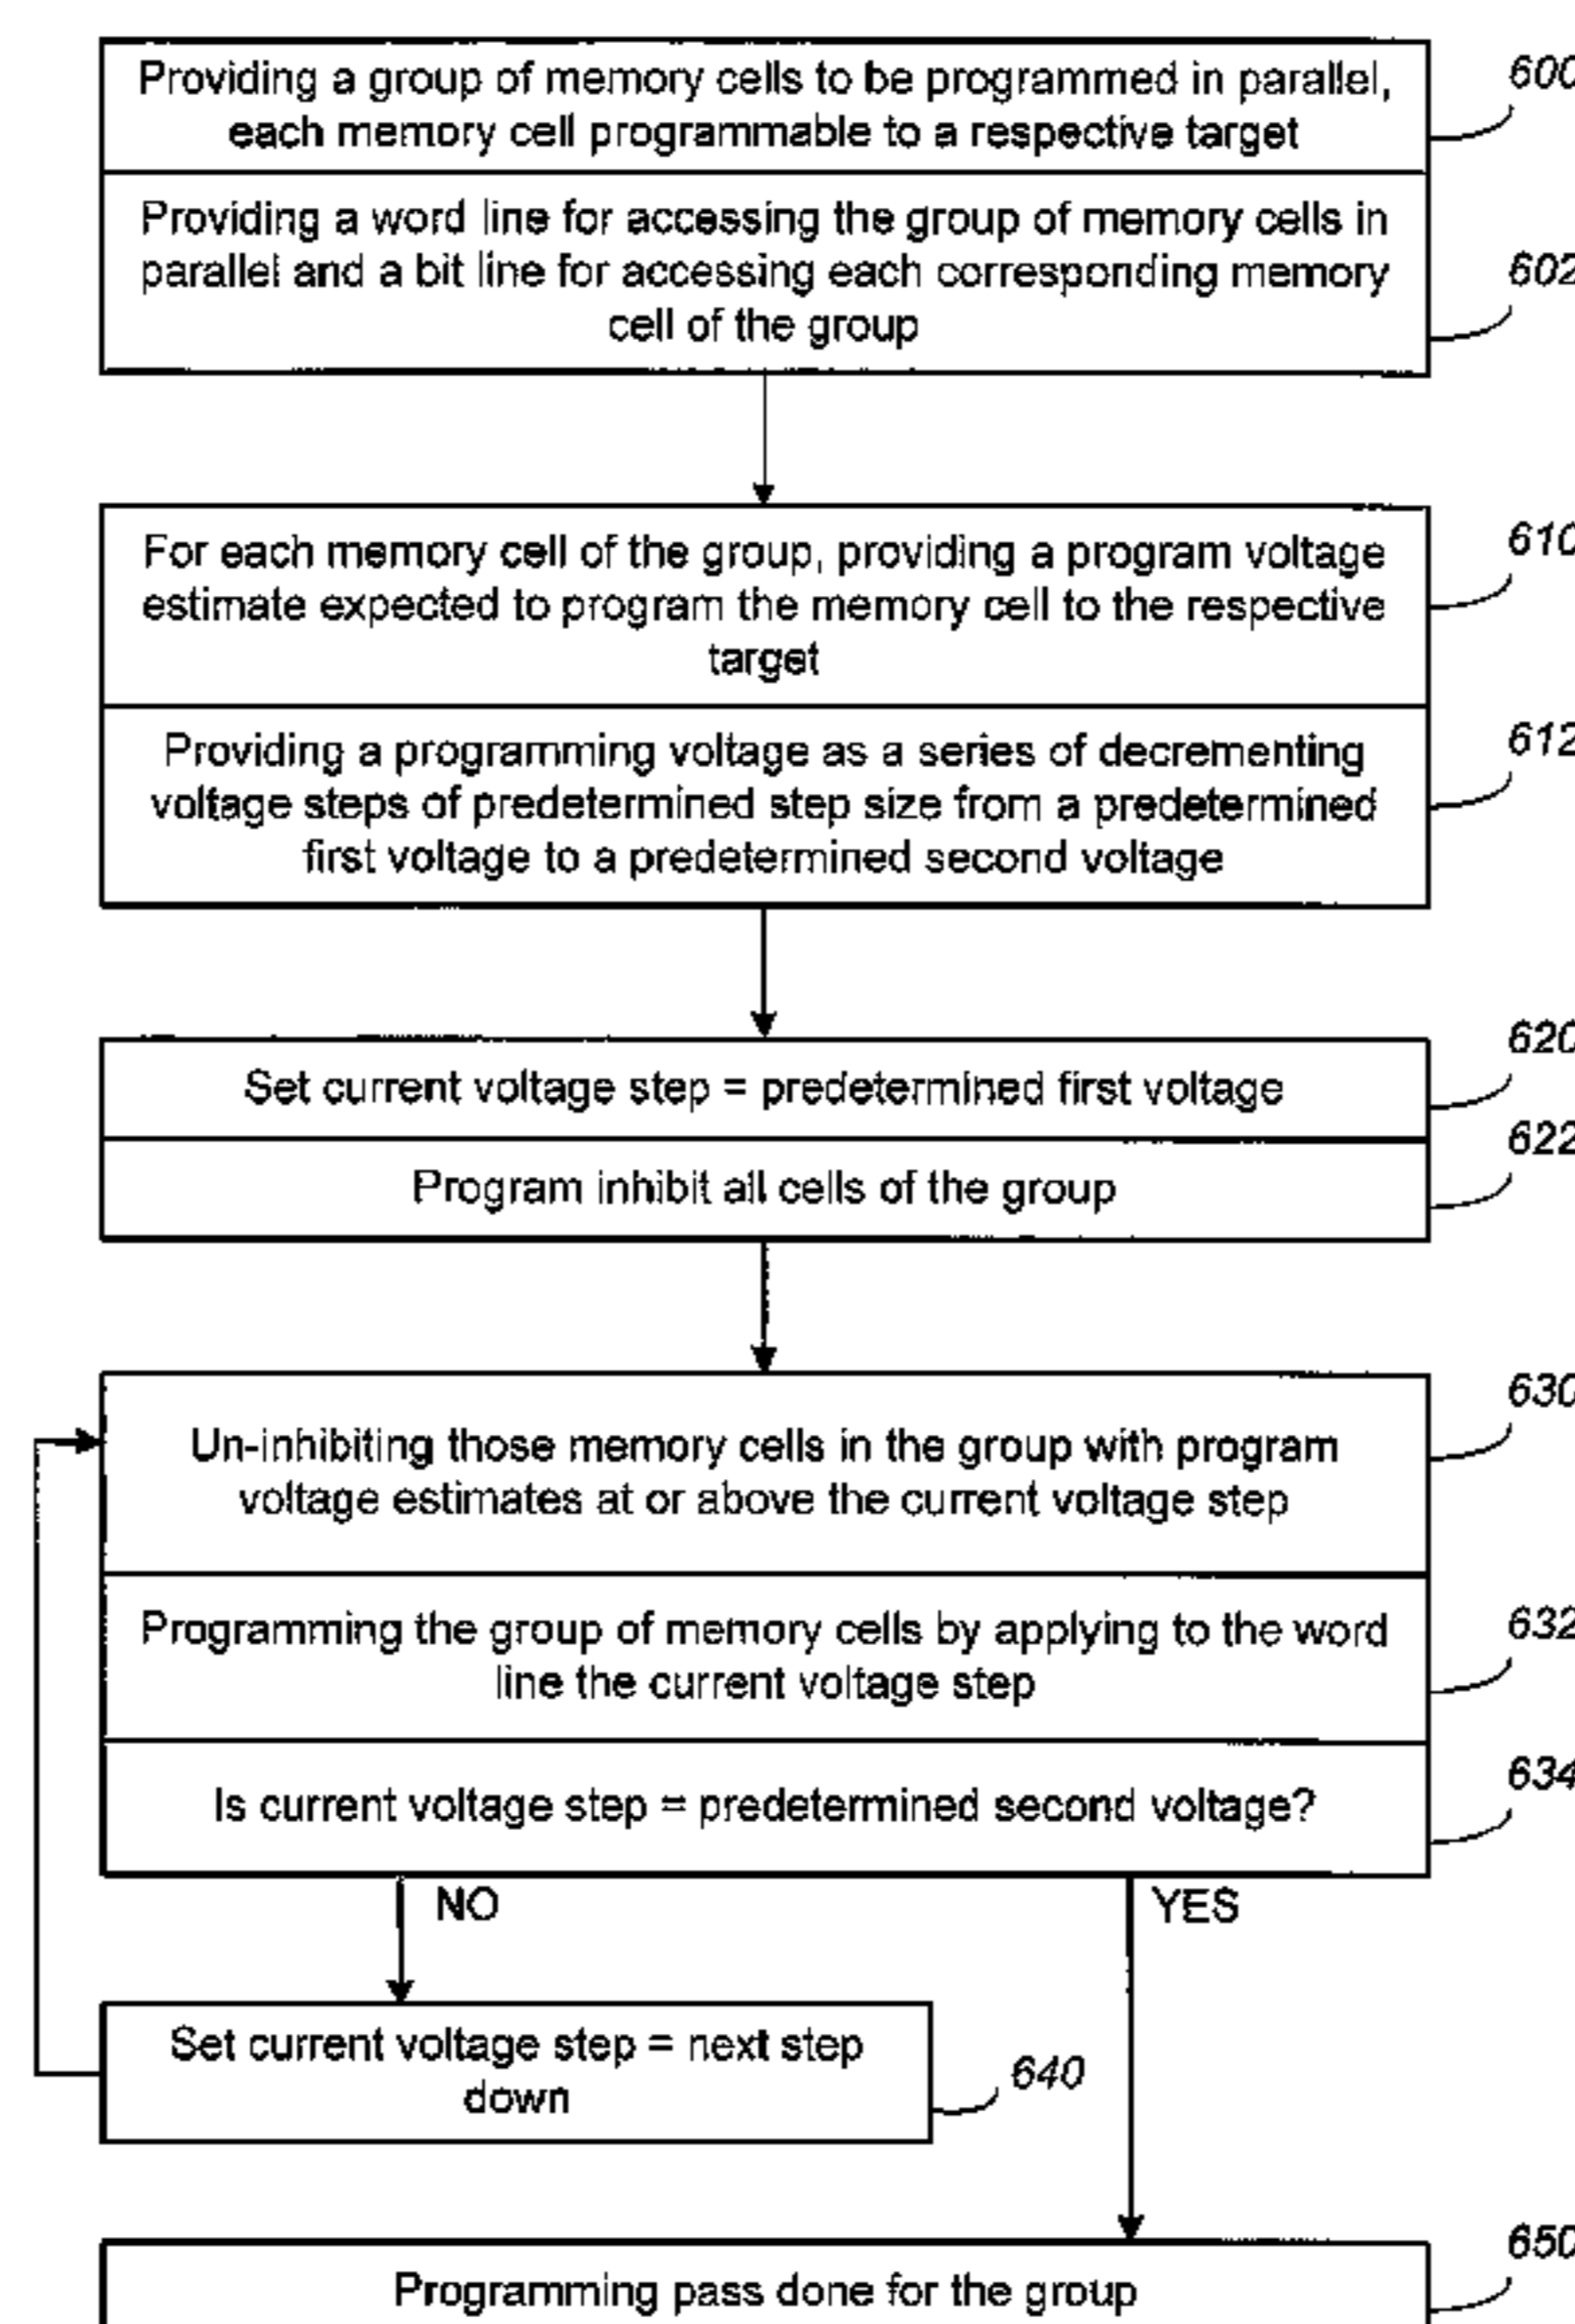 Providing a group of memory cells to be programmed in parallel,
each memory cell programmable to a respective target
600
Providing a word line for accessing the group of memory cells in
parallel and a bit line for accessing each corresponding memory
cell of the group
602
For each memory cell of the group, providing a program voltage
estimate expected to program the memory cell to the respective
target
610
Providing a programming voltage as a series of decrementing
voltage steps of predetermined step size from a predetermined
first voltage to a predetermined second voltage
612
Set current voltage step = predetermined first voltage
620
Program inhibit all cells of the group
622
Un-inhibiting those memory cells in the group with program
voltage estimates at or above the current voltage step
630
Programming the group of memory cells by applying to the word
line the current voltage step
632
Is current voltage step = predetermined second voltage?
634
NO
YES
Set current voltage step = next step
down
640
Programming pass done for the group
650